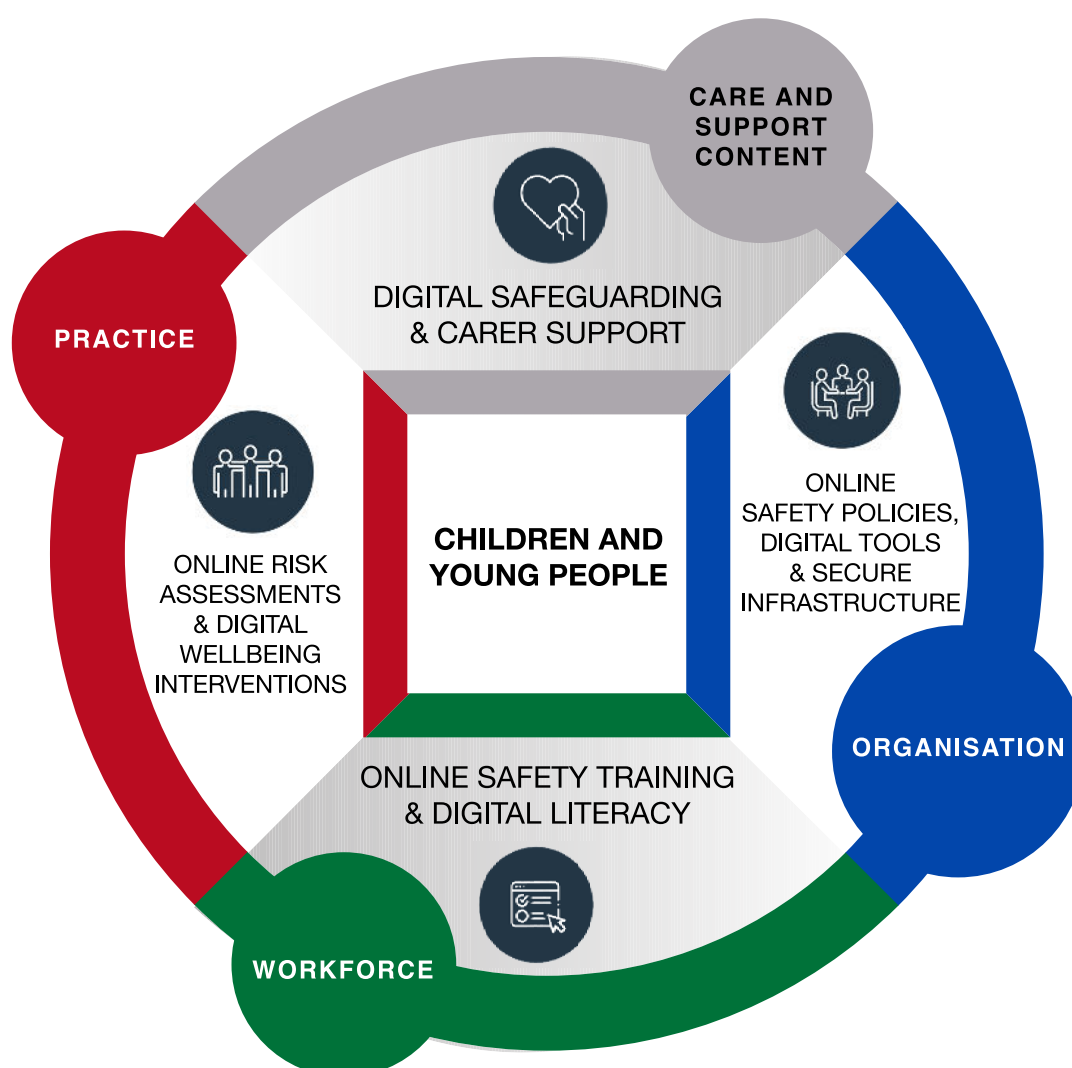 CARE AND
SUPPORT
CONTENT
DIGITAL SAFEGUARDING
& CARER SUPPORT
PRACTICE
ONLINE RISK
ASSESSMENTS
& DIGITAL
WELLBEING
INTERVENTIONS
CHILDREN AND
YOUNG PEOPLE
ONLINE
SAFETY POLICIES,
DIGITAL TOOLS
& SECURE
INFRASTRUCTURE
ORGANISATION
ONLINE SAFETY TRAINING
& DIGITAL LITERACY
WORKFORCE